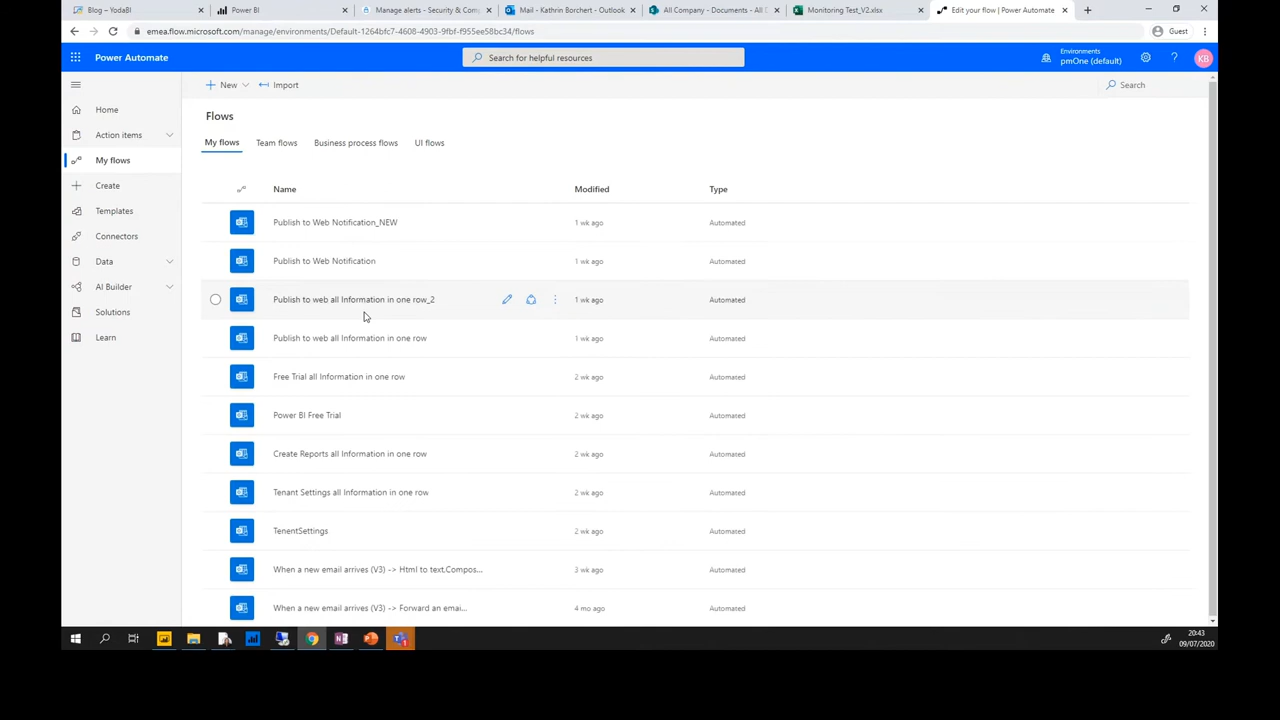 Blog – YodaBI
Power BI
Manage alerts - Security & Com
Mail - Kathrin Borchert - Outlook
All Company - Documents - All D
Monitoring Test_V2.xlsx
Edit your flow | Power Automate
emea.flow.microsoft.com/manage/environments/Default-1264bfc7-4608-4903-9fbf-f955ee58bc34/flows
Guest
Power Automate
Search for helpful resources
Environments
pmOne (default)
KB
New
Import
Search
Home
Action items
My flows
Create
Templates
Connectors
Data
AI Builder
Solutions
Learn
Flows
My flows
Team flows
Business process flows
UI flows
Name Modified Type
Publish to Web Notification_NEW 1 wk ago Automated
Publish to Web Notification 1 wk ago Automated
Publish to web all Information in one row_2 1 wk ago Automated
Publish to web all Information in one row 1 wk ago Automated
Free Trial all Information in one row 2 wk ago Automated
Power BI Free Trial 2 wk ago Automated
Create Reports all Information in one row 2 wk ago Automated
Tenant Settings all Information in one row 2 wk ago Automated
TenentSettings 2 wk ago Automated
When a new email arrives (V3) -> Html to text,Compos... 3 wk ago Automated
When a new email arrives (V3) -> Forward an emai... 4 mo ago Automated
20:43
09/07/2020